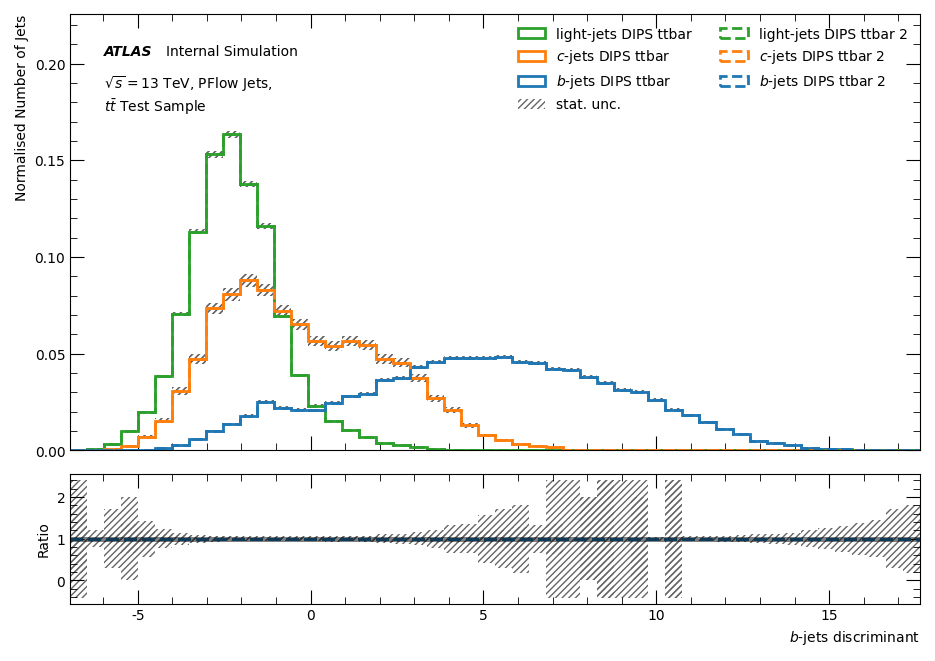 Normalised Number of Jets
0.20
0.15
0.10
0.05
0.00
ATLAS Internal Simulation
√s = 13 TeV, PFlow Jets,
tt̄ Test Sample
light-jets DIPS ttbar
c-jets DIPS ttbar
b-jets DIPS ttbar
stat. unc.
light-jets DIPS ttbar 2
c-jets DIPS ttbar 2
b-jets DIPS ttbar 2
Ratio
2
1
0
-5 0 5 10 15
b-jets discriminant